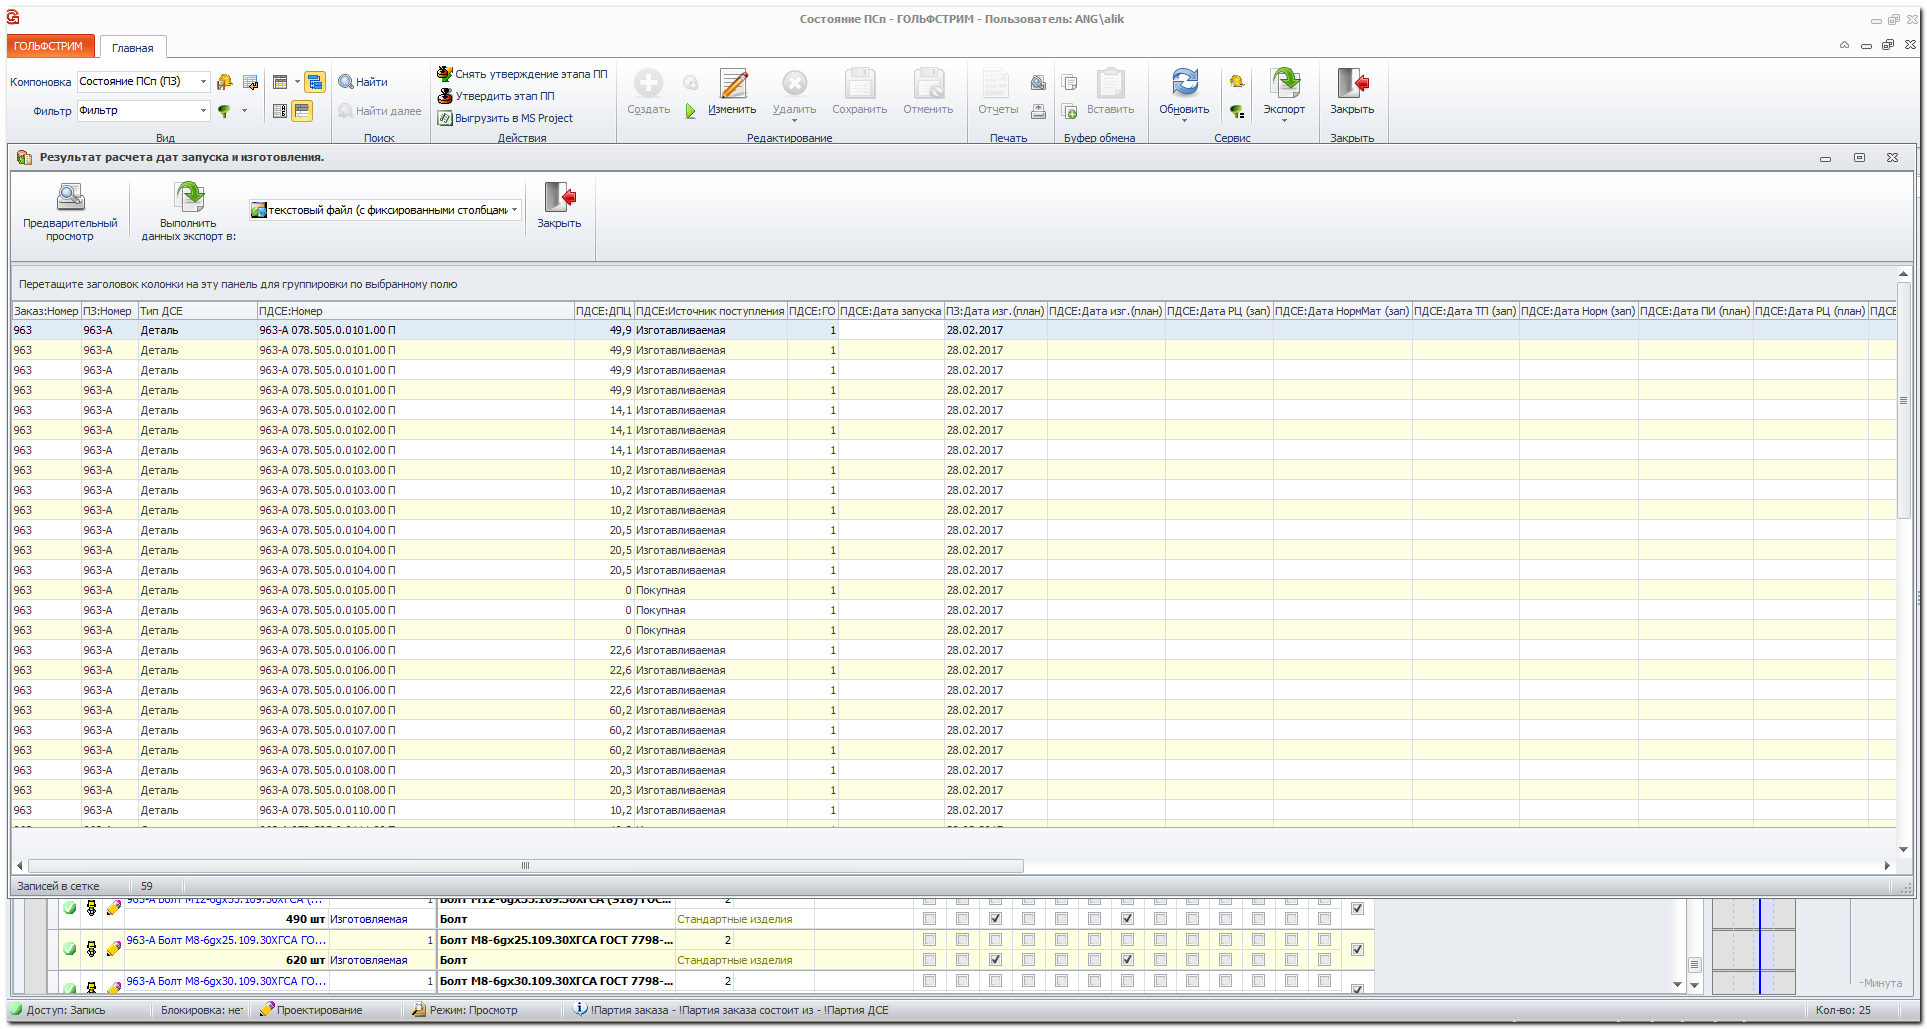 Состояние ПСп - ГОЛЬФСТРИМ - Пользователь: ANG\alik
ГОЛЬФСТРИМ Главная
Компоновка Состояние ПСп (ПЗ)
Фильтр Фильтр
Вид
Найти
Найти далее
Поиск
Снять утверждение этапа ПП
Утвердить этап ПП
Выгрузить в MS Project
Действия
Создать Изменить Удалить Сохранить Отменить
Редактирование
Отчеты
Печать
Вставить
Буфер обмена
Обновить Экспорт
Сервис
Закрыть
Закрыть
Результат расчета дат запуска и изготовления.
Предварительный просмотр
Выполнить данных экспорт в:
текстовый файл (с фиксированными столбцами
Закрыть
Перетащите заголовок колонки на эту панель для группировки по выбранному полю
Заказ:Номер ПЗ:Номер Тип ДСЕ ПДСЕ:Номер ПДСЕ:ДПЦ ПДСЕ:Источник поступления ПДСЕ:ГО ПДСЕ:Дата запуска ПЗ:Дата изг.(план) ПДСЕ:Дата изг.(план) ПДСЕ:Дата РЦ (зап) ПДСЕ:Дата НормМат (зап) ПДСЕ:Дата ТП (зап) ПДСЕ:Дата Норм (зап) ПДСЕ:Дата ПИ (план) ПДСЕ:Дата РЦ (план) ПДСЕ
963 963-А Деталь 963-А 078.505.0.0101.00 П 49,9 Изготавливаемая 1 28.02.2017
963 963-А Деталь 963-А 078.505.0.0101.00 П 49,9 Изготавливаемая 1 28.02.2017
963 963-А Деталь 963-А 078.505.0.0101.00 П 49,9 Изготавливаемая 1 28.02.2017
963 963-А Деталь 963-А 078.505.0.0101.00 П 49,9 Изготавливаемая 1 28.02.2017
963 963-А Деталь 963-А 078.505.0.0102.00 П 14,1 Изготавливаемая 1 28.02.2017
963 963-А Деталь 963-А 078.505.0.0102.00 П 14,1 Изготавливаемая 1 28.02.2017
963 963-А Деталь 963-А 078.505.0.0102.00 П 14,1 Изготавливаемая 1 28.02.2017
963 963-А Деталь 963-А 078.505.0.0103.00 П 10,2 Изготавливаемая 1 28.02.2017
963 963-А Деталь 963-А 078.505.0.0103.00 П 10,2 Изготавливаемая 1 28.02.2017
963 963-А Деталь 963-А 078.505.0.0103.00 П 10,2 Изготавливаемая 1 28.02.2017
963 963-А Деталь 963-А 078.505.0.0104.00 П 20,5 Изготавливаемая 1 28.02.2017
963 963-А Деталь 963-А 078.505.0.0104.00 П 20,5 Изготавливаемая 1 28.02.2017
963 963-А Деталь 963-А 078.505.0.0104.00 П 20,5 Изготавливаемая 1 28.02.2017
963 963-А Деталь 963-А 078.505.0.0105.00 П 0 Покупная 1 28.02.2017
963 963-А Деталь 963-А 078.505.0.0105.00 П 0 Покупная 1 28.02.2017
963 963-А Деталь 963-А 078.505.0.0105.00 П 0 Покупная 1 28.02.2017
963 963-А Деталь 963-А 078.505.0.0106.00 П 22,6 Изготавливаемая 1 28.02.2017
963 963-А Деталь 963-А 078.505.0.0106.00 П 22,6 Изготавливаемая 1 28.02.2017
963 963-А Деталь 963-А 078.505.0.0106.00 П 22,6 Изготавливаемая 1 28.02.2017
963 963-А Деталь 963-А 078.505.0.0107.00 П 60,2 Изготавливаемая 1 28.02.2017
963 963-А Деталь 963-А 078.505.0.0107.00 П 60,2 Изготавливаемая 1 28.02.2017
963 963-А Деталь 963-А 078.505.0.0107.00 П 60,2 Изготавливаемая 1 28.02.2017
963 963-А Деталь 963-А 078.505.0.0108.00 П 20,3 Изготавливаемая 1 28.02.2017
963 963-А Деталь 963-А 078.505.0.0108.00 П 20,3 Изготавливаемая 1 28.02.2017
963 963-А Деталь 963-А 078.505.0.0110.00 П 10,2 Изготавливаемая 1 28.02.2017
Записей в сетке 59
490 шт Изготовляемая Болт Стандартные изделия
963-А Болт М8-6gx25.109.30ХГСА ГО... 1 Болт М8-6gx25.109.30ХГСА ГОСТ 7798-... 2
620 шт Изготовляемая Болт Стандартные изделия
963-А Болт М8-6gx30.109.30ХГСА ГО... 1 Болт М8-6gx30.109.30ХГСА ГОСТ 7798-... 2
-Минута
Доступ: Запись Блокировка: нет Проектирование Режим: Просмотр !Партия заказа - !Партия заказа состоит из - !Партия ДСЕ Кол-во: 25